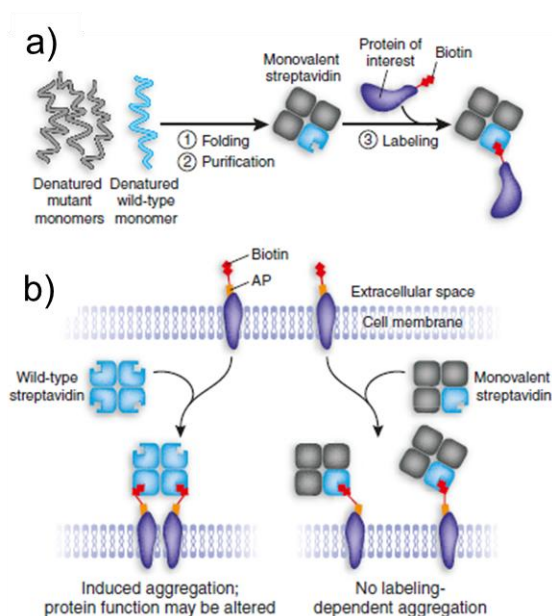 a)
Protein of
interest
Biotin
Monovalent
streptavidin
① Folding
② Purification
③ Labeling
Denatured
mutant
monomers
Denatured
wild-type
monomer
b)
Biotin
AP
Extracellular space
Cell membrane
Wild-type
streptavidin
Monovalent
streptavidin
Induced aggregation;
protein function may be altered
No labeling-
dependent aggregation